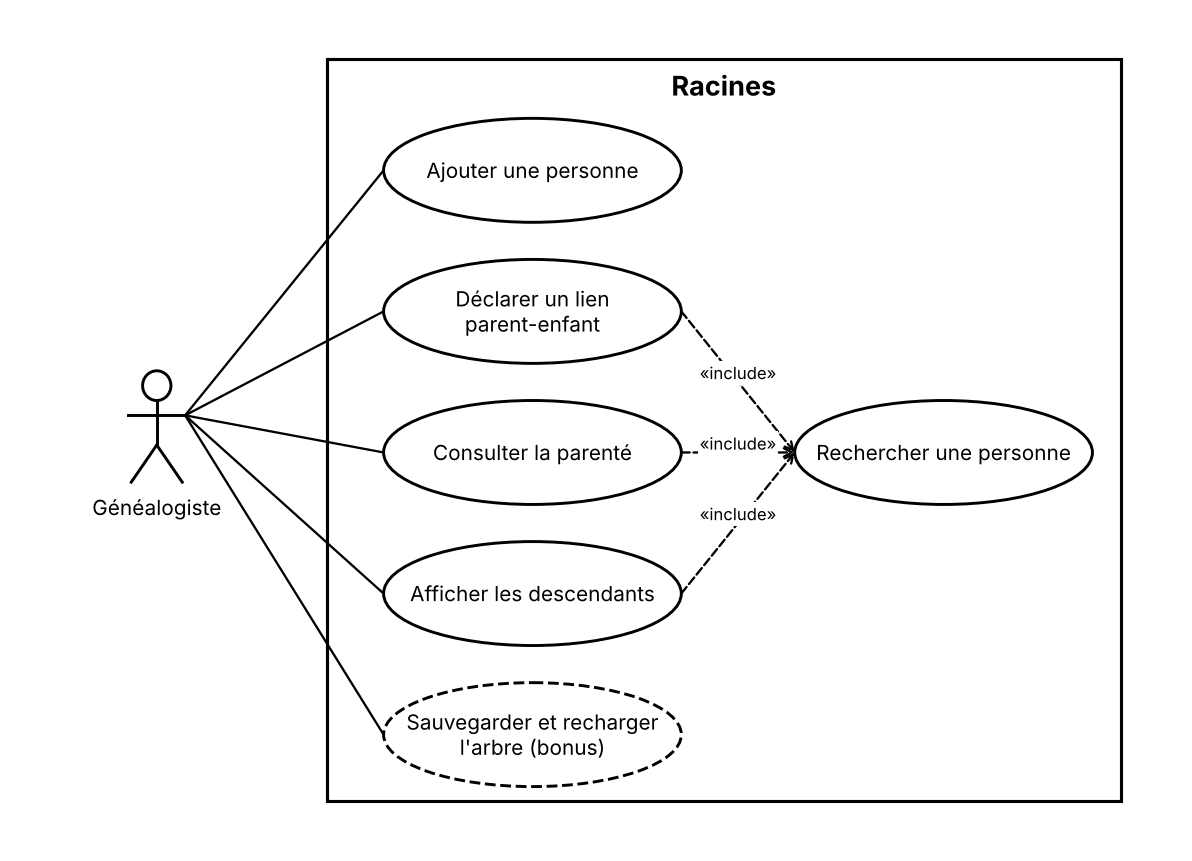 Racines
Ajouter une personne
Déclarer un lien
parent-enfant
«include»
Consulter la parenté
«include»
Rechercher une personne
Généalogiste
«include»
Afficher les descendants
Sauvegarder et recharger
l'arbre (bonus)